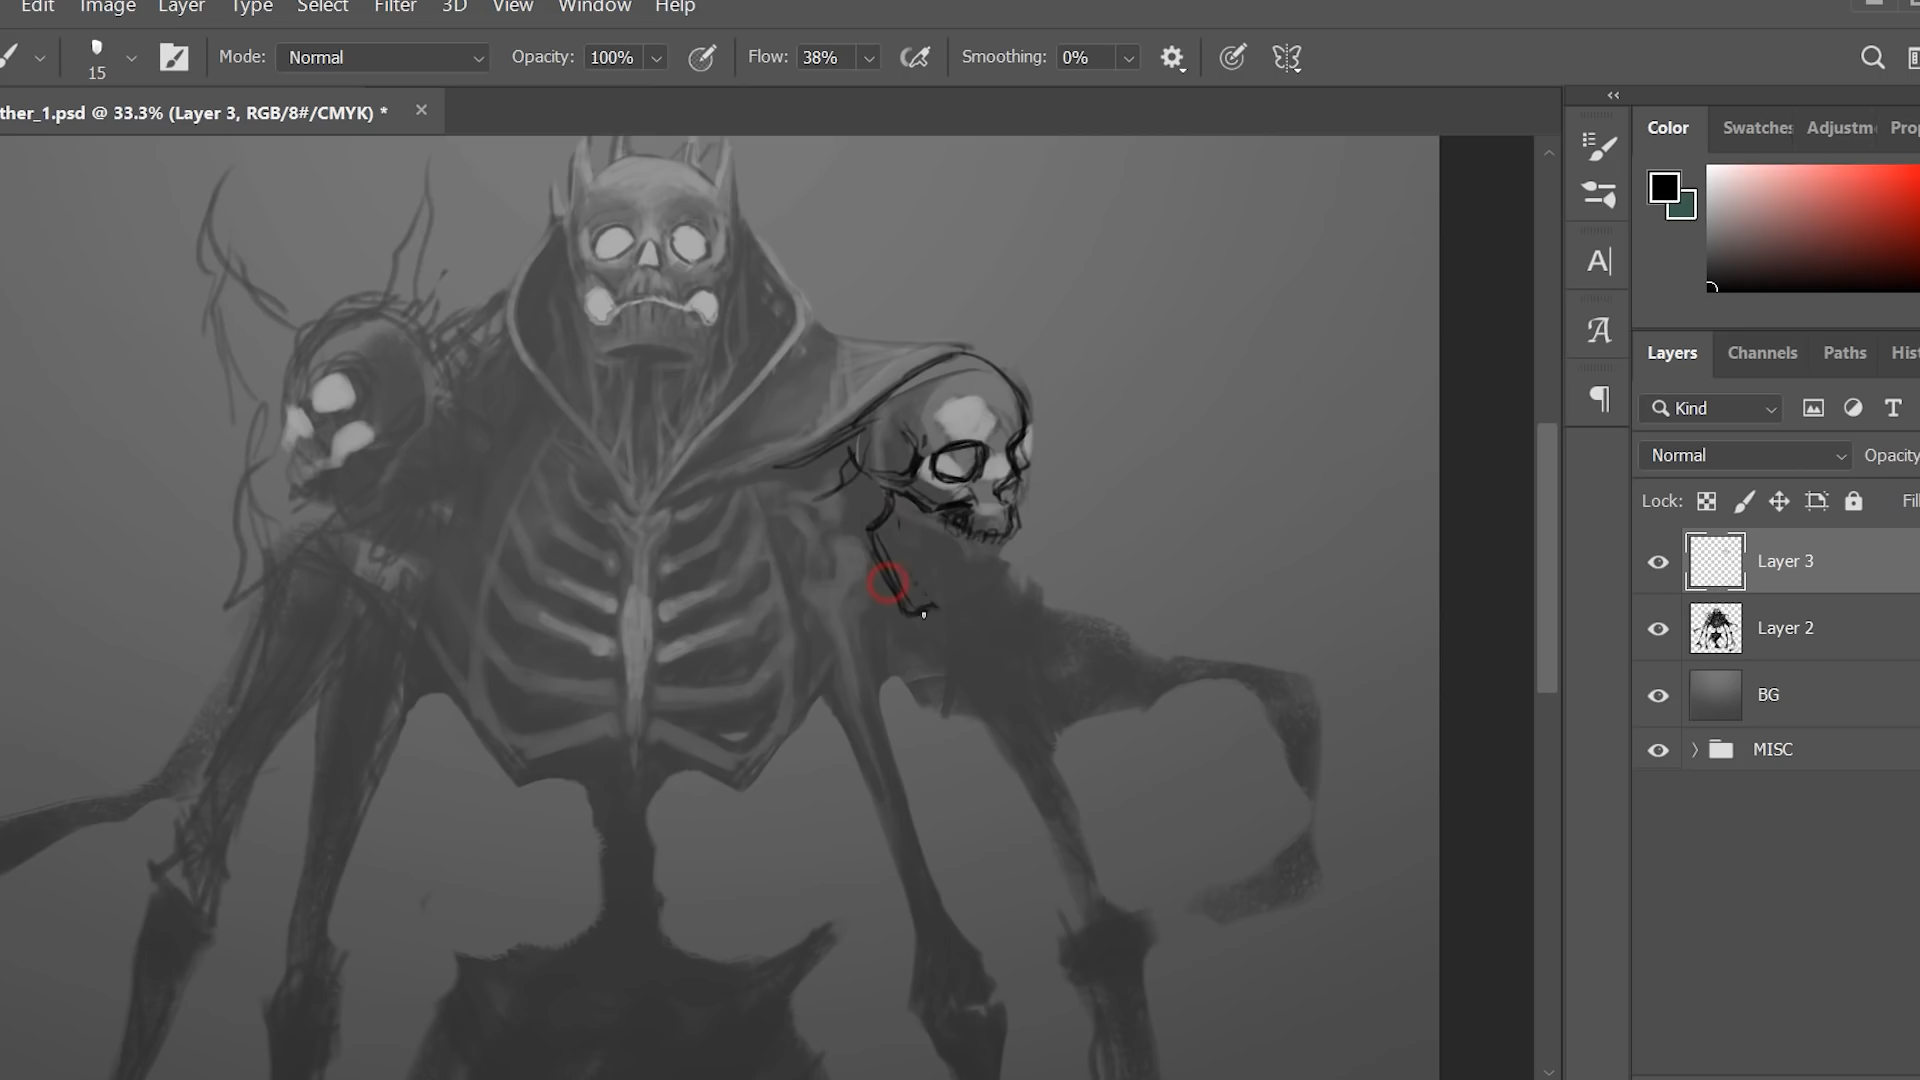 Edit Image Layer Type Select Filter 3D View Window Help
15 Mode: Normal Opacity: 100% Flow: 38% Smoothing: 0%
ther_1.psd @ 33.3% (Layer 3, RGB/8#/CMYK) * ×
Color Swatches Adjustm Pro
A|
A
Layers Channels Paths Hist
Kind T
Normal Opacity
Lock: Fil
Layer 3
Layer 2
BG
MISC